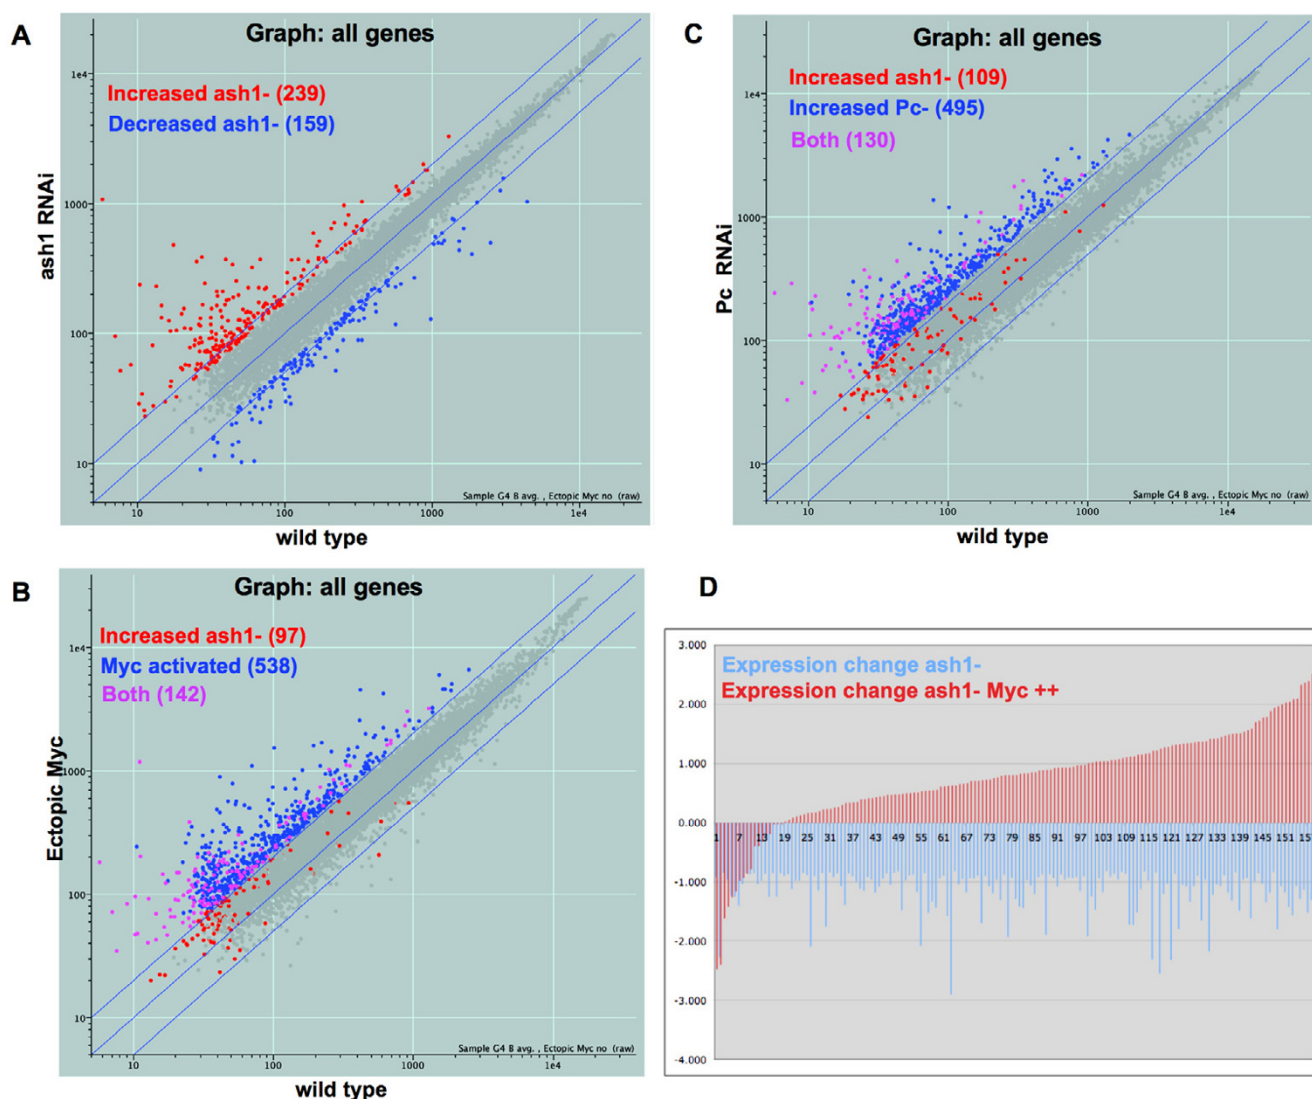 A
Graph: all genes
Increased ash1- (239)
Decreased ash1- (159)
ash1 RNAi
1e4
1000
100
10
10
100
1000
1e4
Sample G4 B avg. , Ectopic Myc no (raw)
wild type
C
Graph: all genes
Increased ash1- (109)
Increased Pc- (495)
Both (130)
Pc RNAi
1e4
1000
100
10
10
100
1000
1e4
Sample G4 B avg. , Ectopic Myc no (raw)
wild type
B
Graph: all genes
Increased ash1- (97)
Myc activated (538)
Both (142)
Ectopic Myc
1e4
1000
100
10
10
100
1000
1e4
Sample G4 B avg. , Ectopic Myc no (raw)
wild type
D
Expression change ash1-
Expression change ash1- Myc ++
3.000
2.000
1.000
0.000
-1.000
-2.000
-3.000
-4.000
1 7 13 19 25 31 37 43 49 55 61 67 73 79 85 91 97 103 109 115 121 127 133 139 145 151